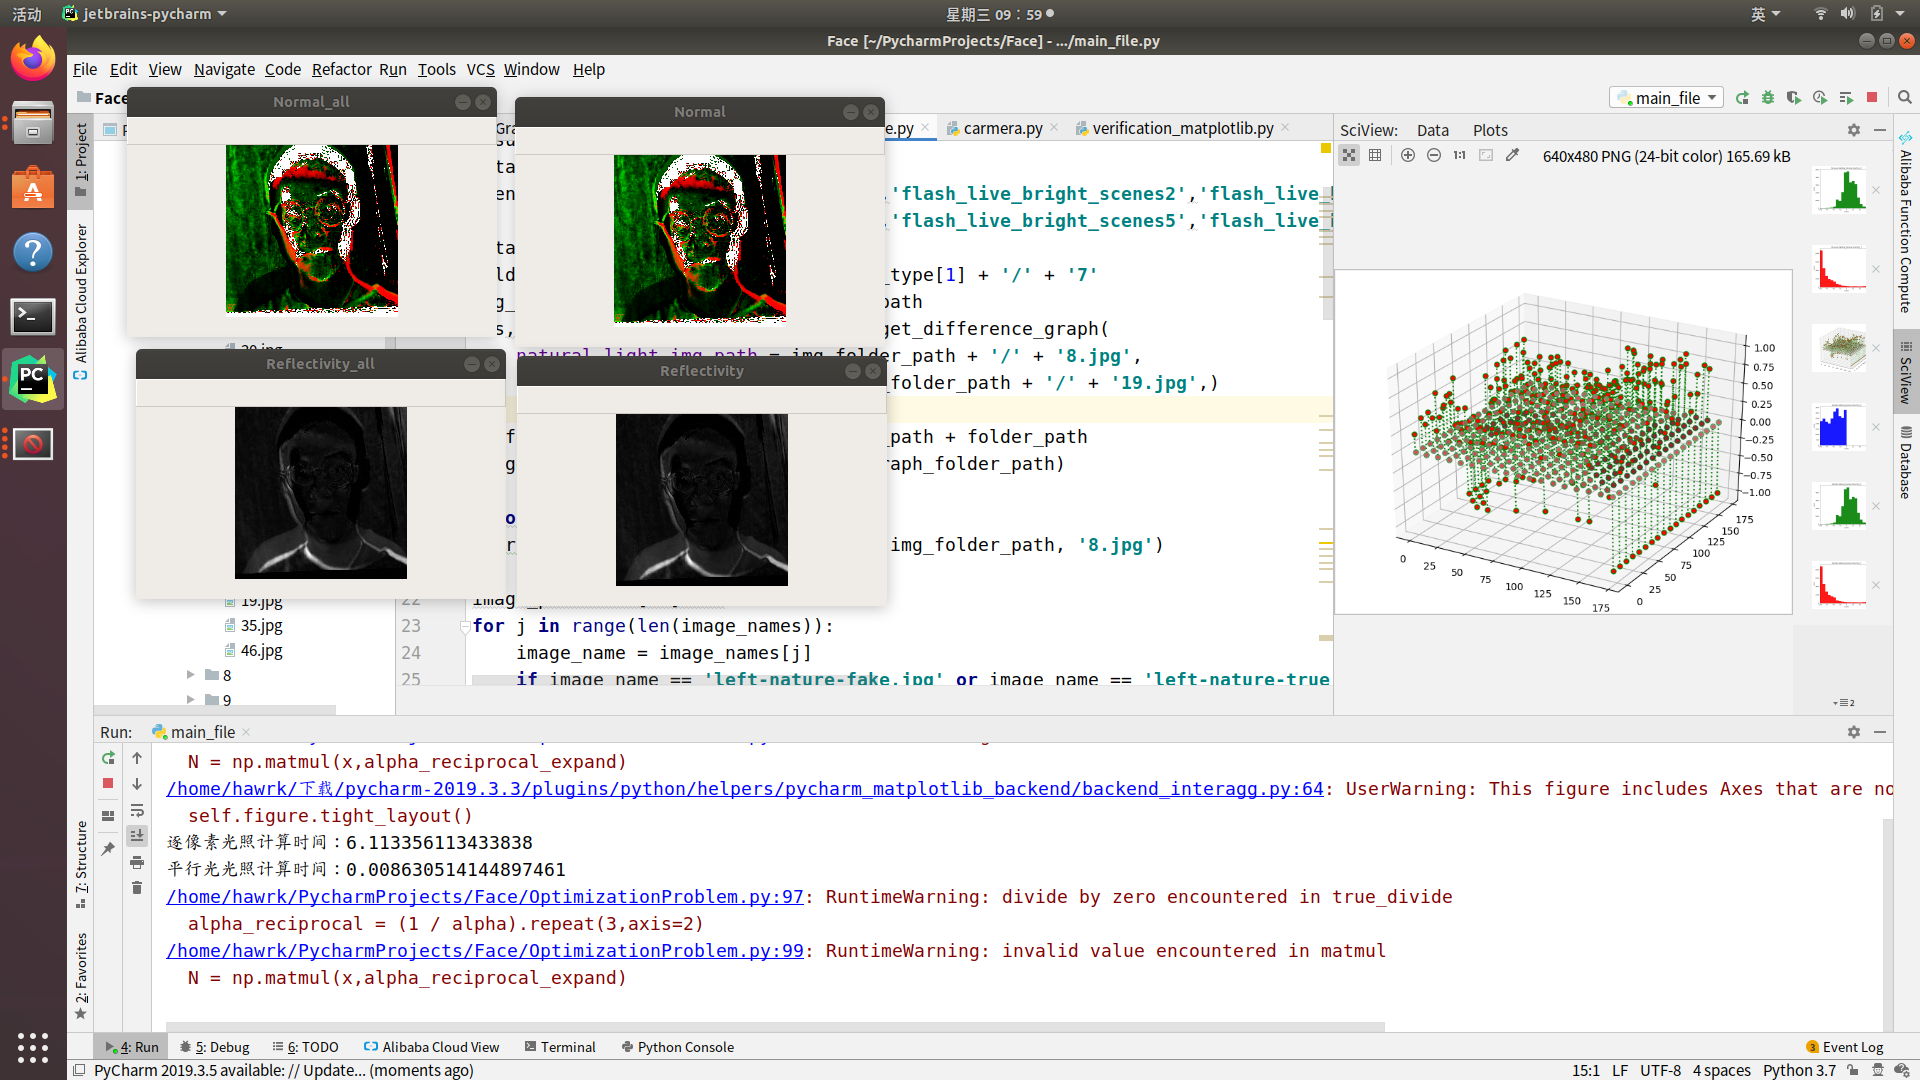 活动
jetbrains-pycharm
星期三 09：59
英
Face [~/PycharmProjects/Face] - .../main_file.py
File Edit View Navigate Code Refactor Run Tools VCS Window Help
Face
main_file
Normal_all
Normal
Reflectivity_all
Reflectivity
e.py
carmera.py
verification_matplotlib.py
SciView: Data Plots
640x480 PNG (24-bit color) 165.69 kB
1:1
,'flash_live_bright_scenes2','flash_live_
,'flash_live_bright_scenes5','flash_live_
_type[1] + '/' + '7'
get_difference_graph(
natural_light_img_path = img_folder_path + '/' + '8.jpg',
folder_path + '/' + '19.jpg',)
_path + folder_path
raph_folder_path)
img_folder_path, '8.jpg')
22
23 for j in range(len(image_names)):
24 image_name = image_names[j]
25 if image_name == 'left-nature-fake.jpg' or image_name == 'left-nature-true
19.jpg
35.jpg
46.jpg
8
9
1: Project
Alibaba Cloud Explorer
7: Structure
2: Favorites
Alibaba Function Compute
SciView
Database
1.00
0.75
0.50
0.25
0.00
−0.25
−0.50
−0.75
−1.00
0 25 50 75 100 125 150 175
0 25 50 75 100 125 150 175
Run: main_file
N = np.matmul(x,alpha_reciprocal_expand)
/home/hawrk/下载/pycharm-2019.3.3/plugins/python/helpers/pycharm_matplotlib_backend/backend_interagg.py:64: UserWarning: This figure includes Axes that are no
self.figure.tight_layout()
逐像素光照计算时间：6.113356113433838
平行光光照计算时间：0.008630514144897461
/home/hawrk/PycharmProjects/Face/OptimizationProblem.py:97: RuntimeWarning: divide by zero encountered in true_divide
alpha_reciprocal = (1 / alpha).repeat(3,axis=2)
/home/hawrk/PycharmProjects/Face/OptimizationProblem.py:99: RuntimeWarning: invalid value encountered in matmul
N = np.matmul(x,alpha_reciprocal_expand)
4: Run 5: Debug 6: TODO Alibaba Cloud View Terminal Python Console
3 Event Log
PyCharm 2019.3.5 available: // Update... (moments ago)
15:1 LF UTF-8 4 spaces Python 3.7